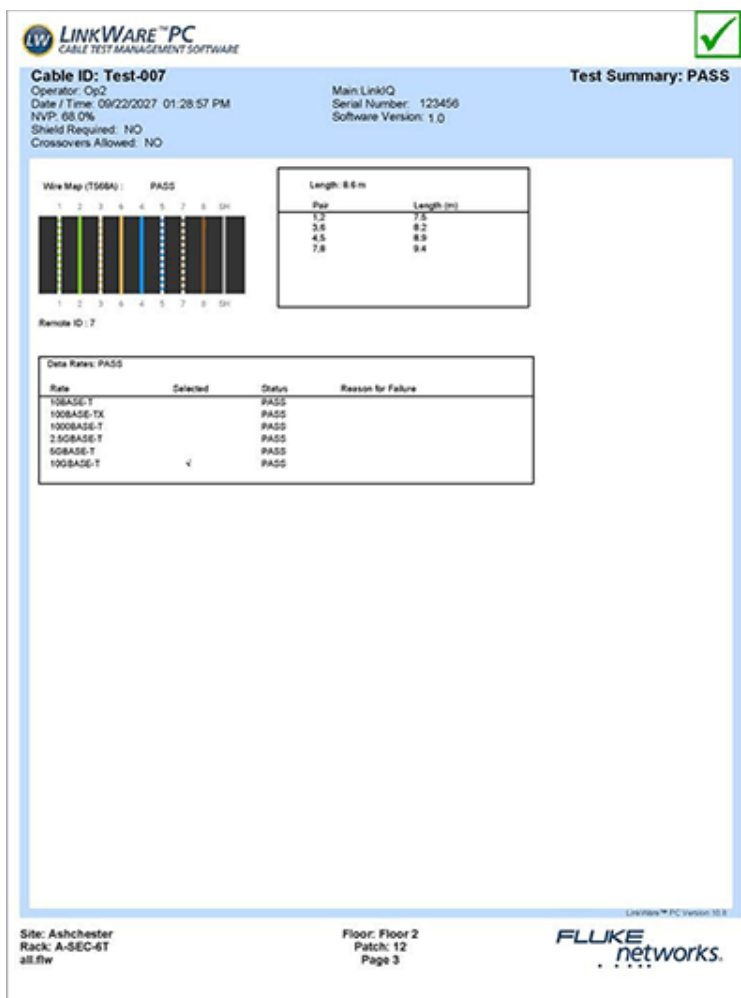 LW LINKWARE™PC
CABLE TEST MANAGEMENT SOFTWARE
Cable ID: Test-007
Test Summary: PASS
Operator: Op2
Date / Time: 09/22/2027 01:28:57 PM
NVP: 68.0%
Shield Required: NO
Crossovers Allowed: NO
Main:LinkIQ
Serial Number: 123456
Software Version: 1.0
Wire Map (T568A) : PASS
1 2 3 6 4 5 7 8 SH
1 2 3 6 4 5 7 8 SH
Remote ID : 7
Length: 8.6 m
Pair Length (m)
1,2 7.5
3,6 8.2
4,5 8.9
7,8 9.4
Data Rates: PASS
Rate Selected Status Reason for Failure
10BASE-T PASS
100BASE-TX PASS
1000BASE-T PASS
2.5GBASE-T PASS
5GBASE-T PASS
10GBASE-T √ PASS
LinkWare™ PC Version 10.8
Site: Ashchester
Rack: A-SEC-6T
all.flw
Floor: Floor 2
Patch: 12
Page 3
FLUKE
networks.